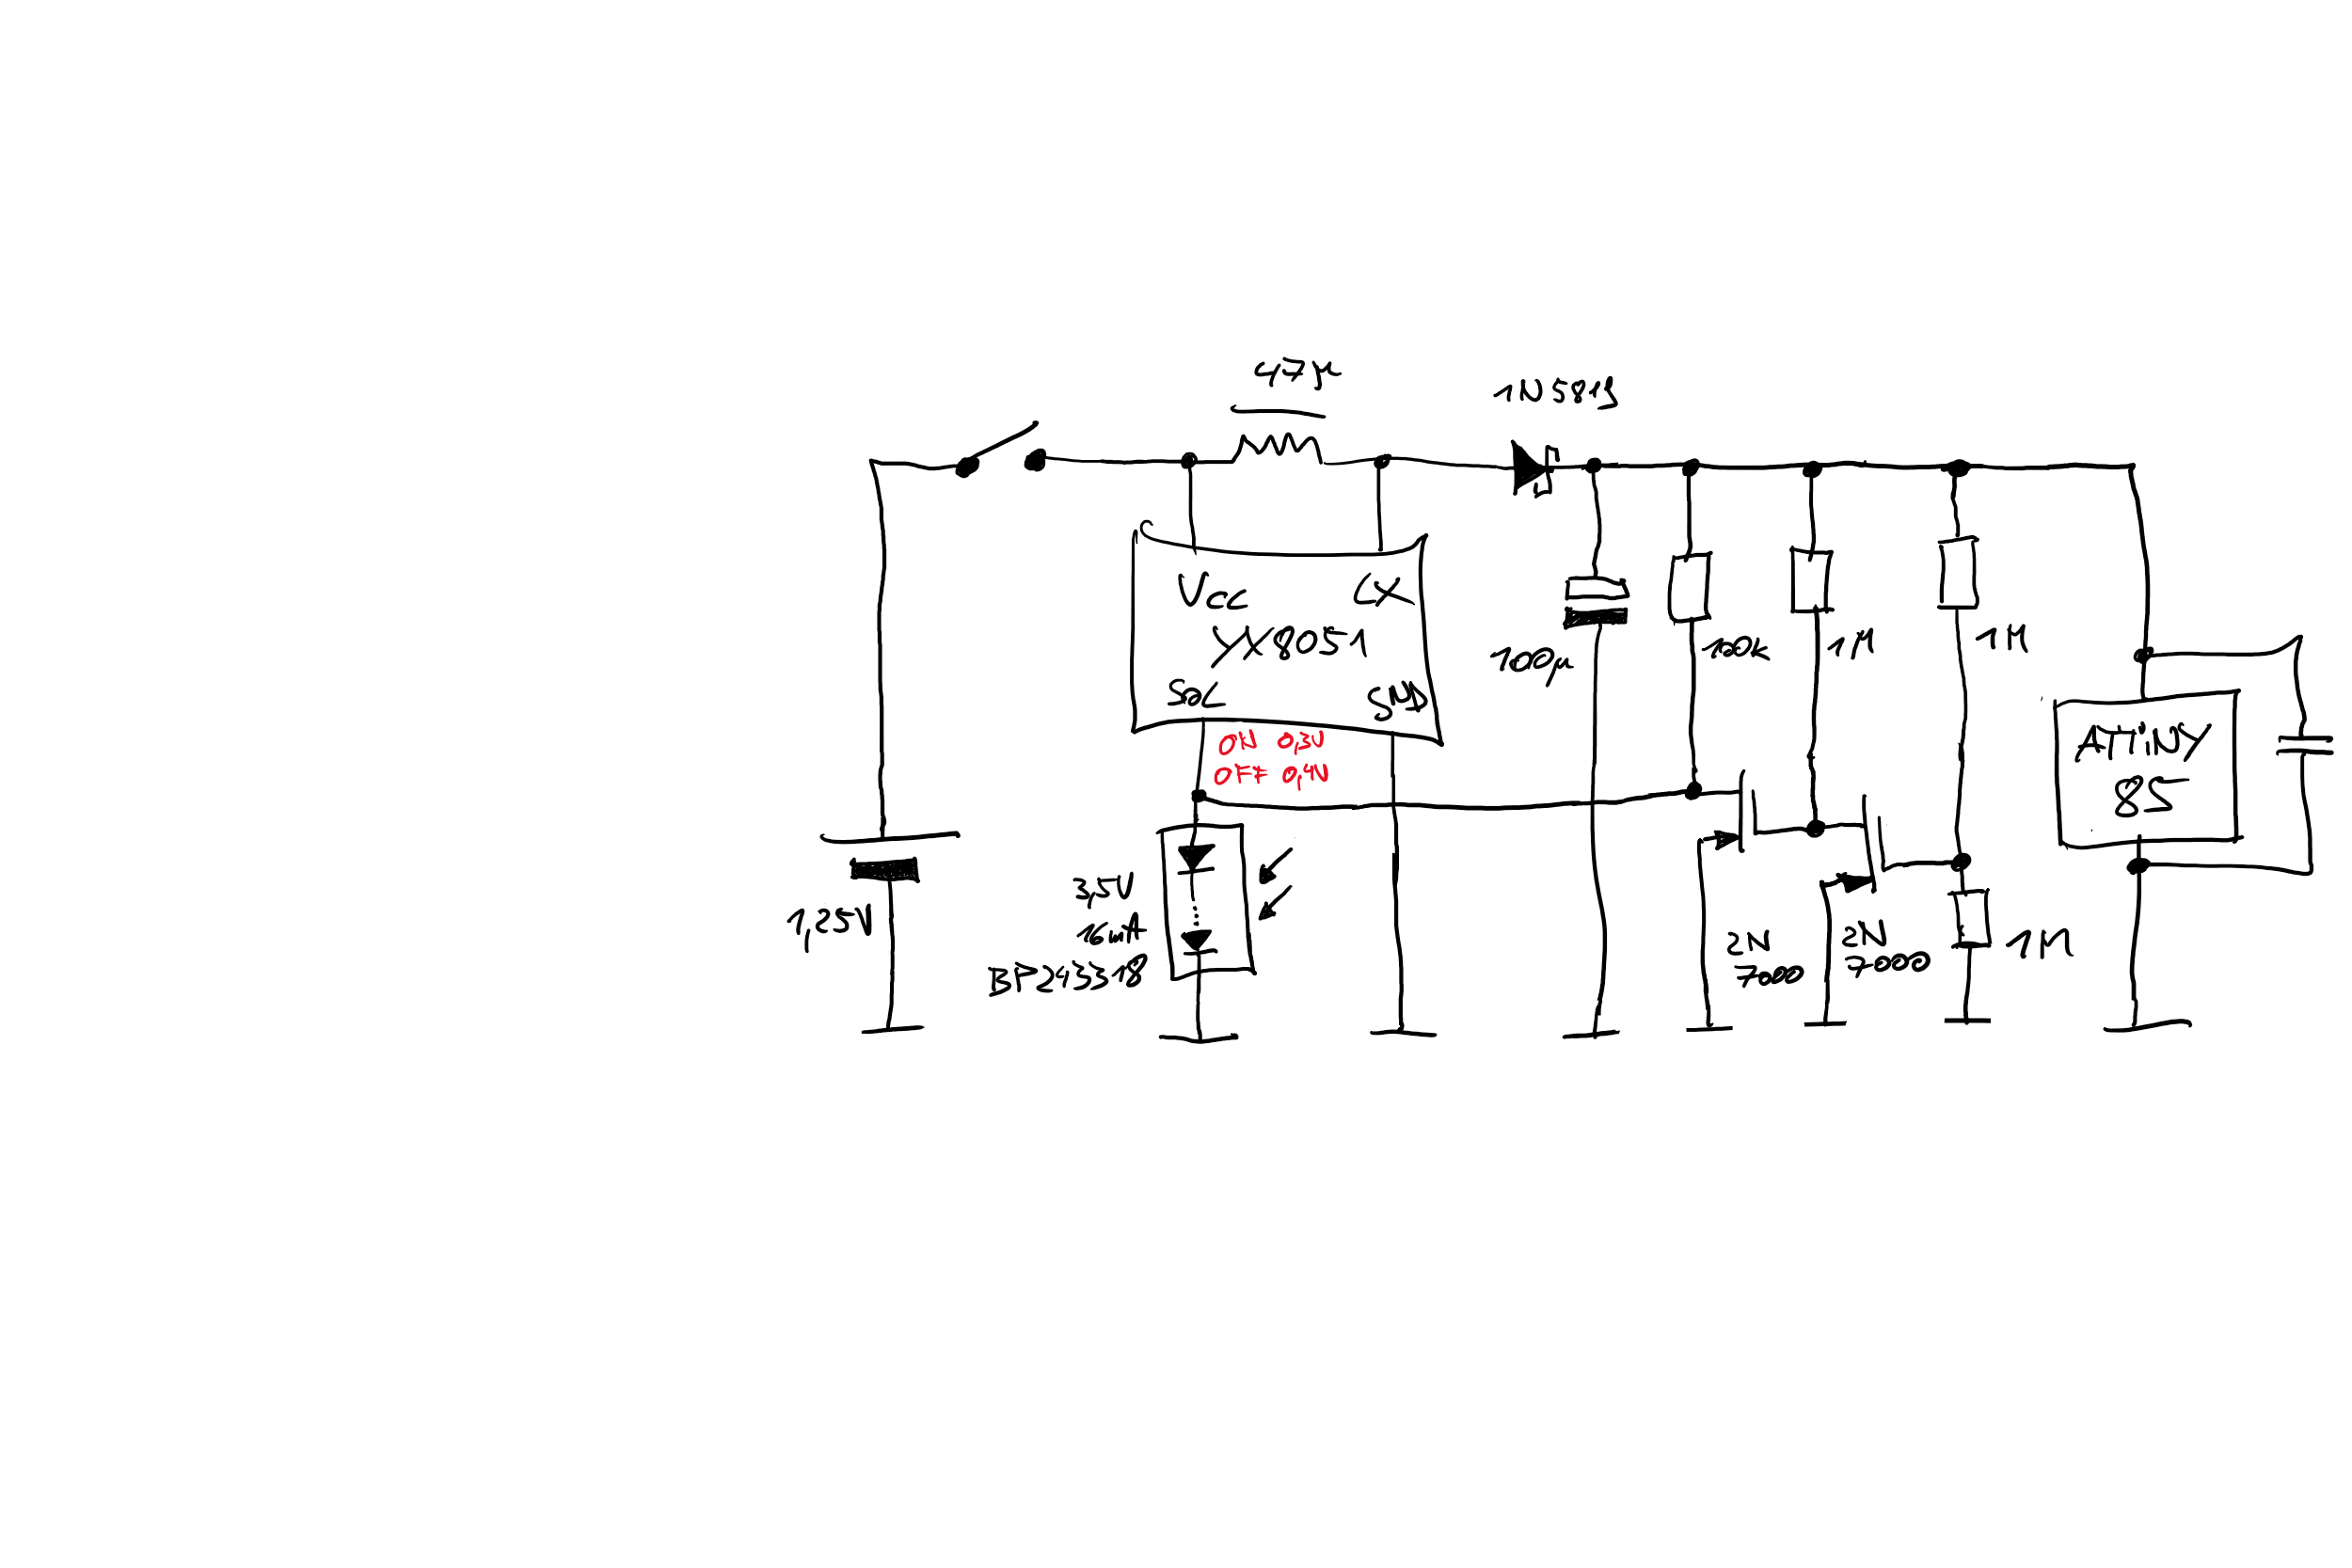 47µ
1N5819
Vcc
LX
YX8051
SOL
GND
ON 0,3V
OFF 0,1V
100µ
100k
1M
1M
ATTINY
85
3,5V
16mA
BP243318
1,25V
2N
7000
2N
7000
1M